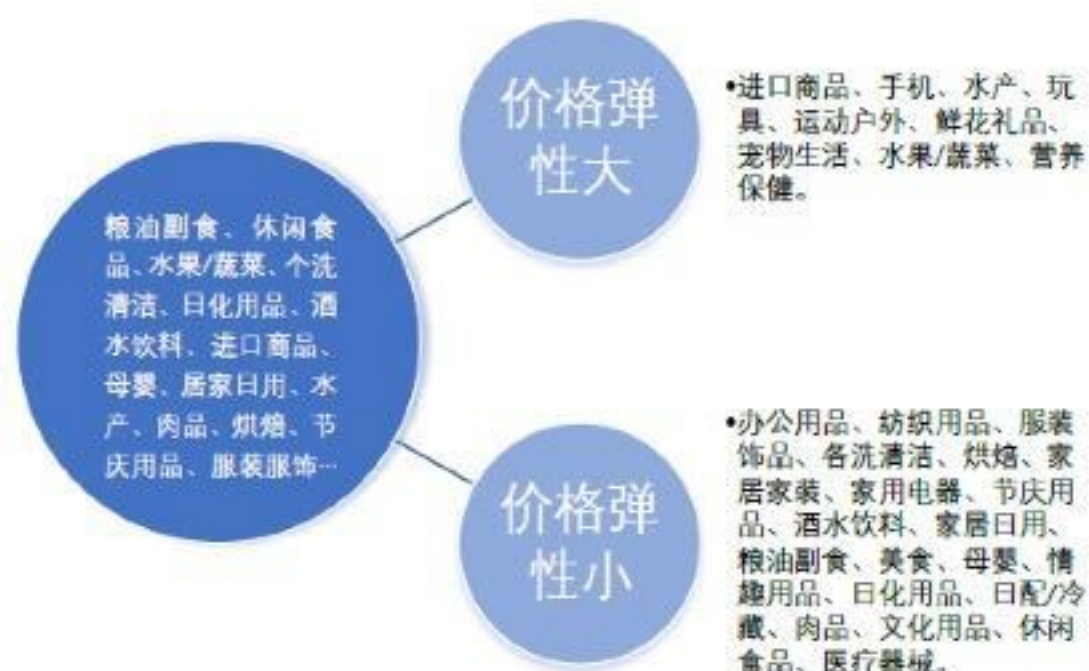 粮油副食、休闲食
品、水果/蔬菜、个洗
清洁、日化用品、酒
水饮料、进口商品、
母婴、居家日用、水
产、肉品、烘焙、节
庆用品、服装服饰…
价格弹
性大
•进口商品、手机、水产、玩
具、运动户外、鲜花礼品、
宠物生活、水果/蔬菜、营养
保健。
价格弹
性小
•办公用品、纺织用品、服装
饰品、各洗清洁、烘焙、家
居家装、家用电器、节庆用
品、酒水饮料、家居日用、
粮油副食、美食、母婴、情
趣用品、日化用品、日配/冷
藏、肉品、文化用品、休闲
食品、医疗器械。